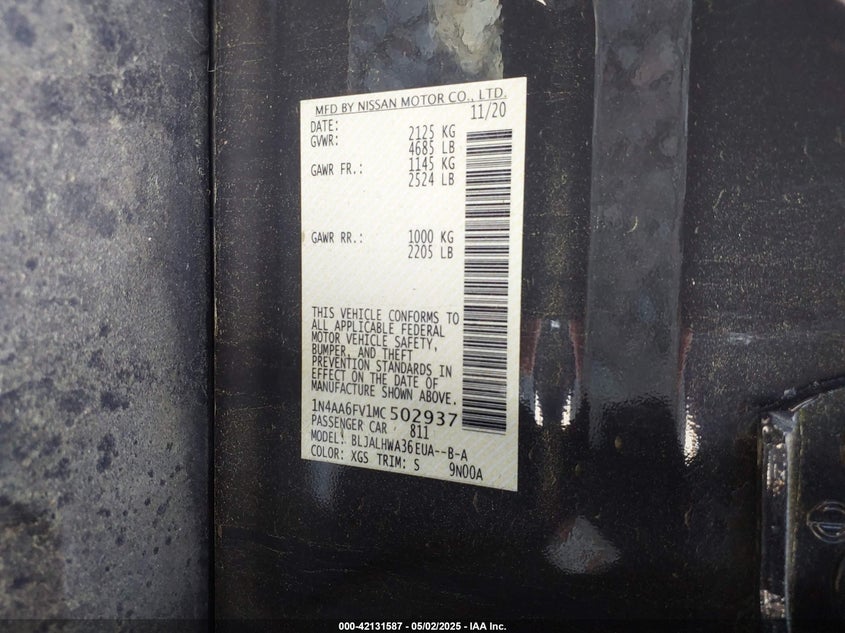 MFD BY NISSAN MOTOR CO., LTD.
DATE: 11/20
GVWR: 2125 KG
4685 LB
GAWR FR.: 1145 KG
2524 LB
GAWR RR.: 1000 KG
2205 LB
THIS VEHICLE CONFORMS TO
ALL APPLICABLE FEDERAL
MOTOR VEHICLE SAFETY,
BUMPER, AND THEFT
PREVENTION STANDARDS IN
EFFECT ON THE DATE OF
MANUFACTURE SHOWN ABOVE.
1N4AA6FV1MC502937
PASSENGER CAR 811
MODEL: BLJALHWA36EUA--B-A
COLOR: XGS TRIM: S 9N00A
000-42131587 - 05/02/2025 - IAA Inc.